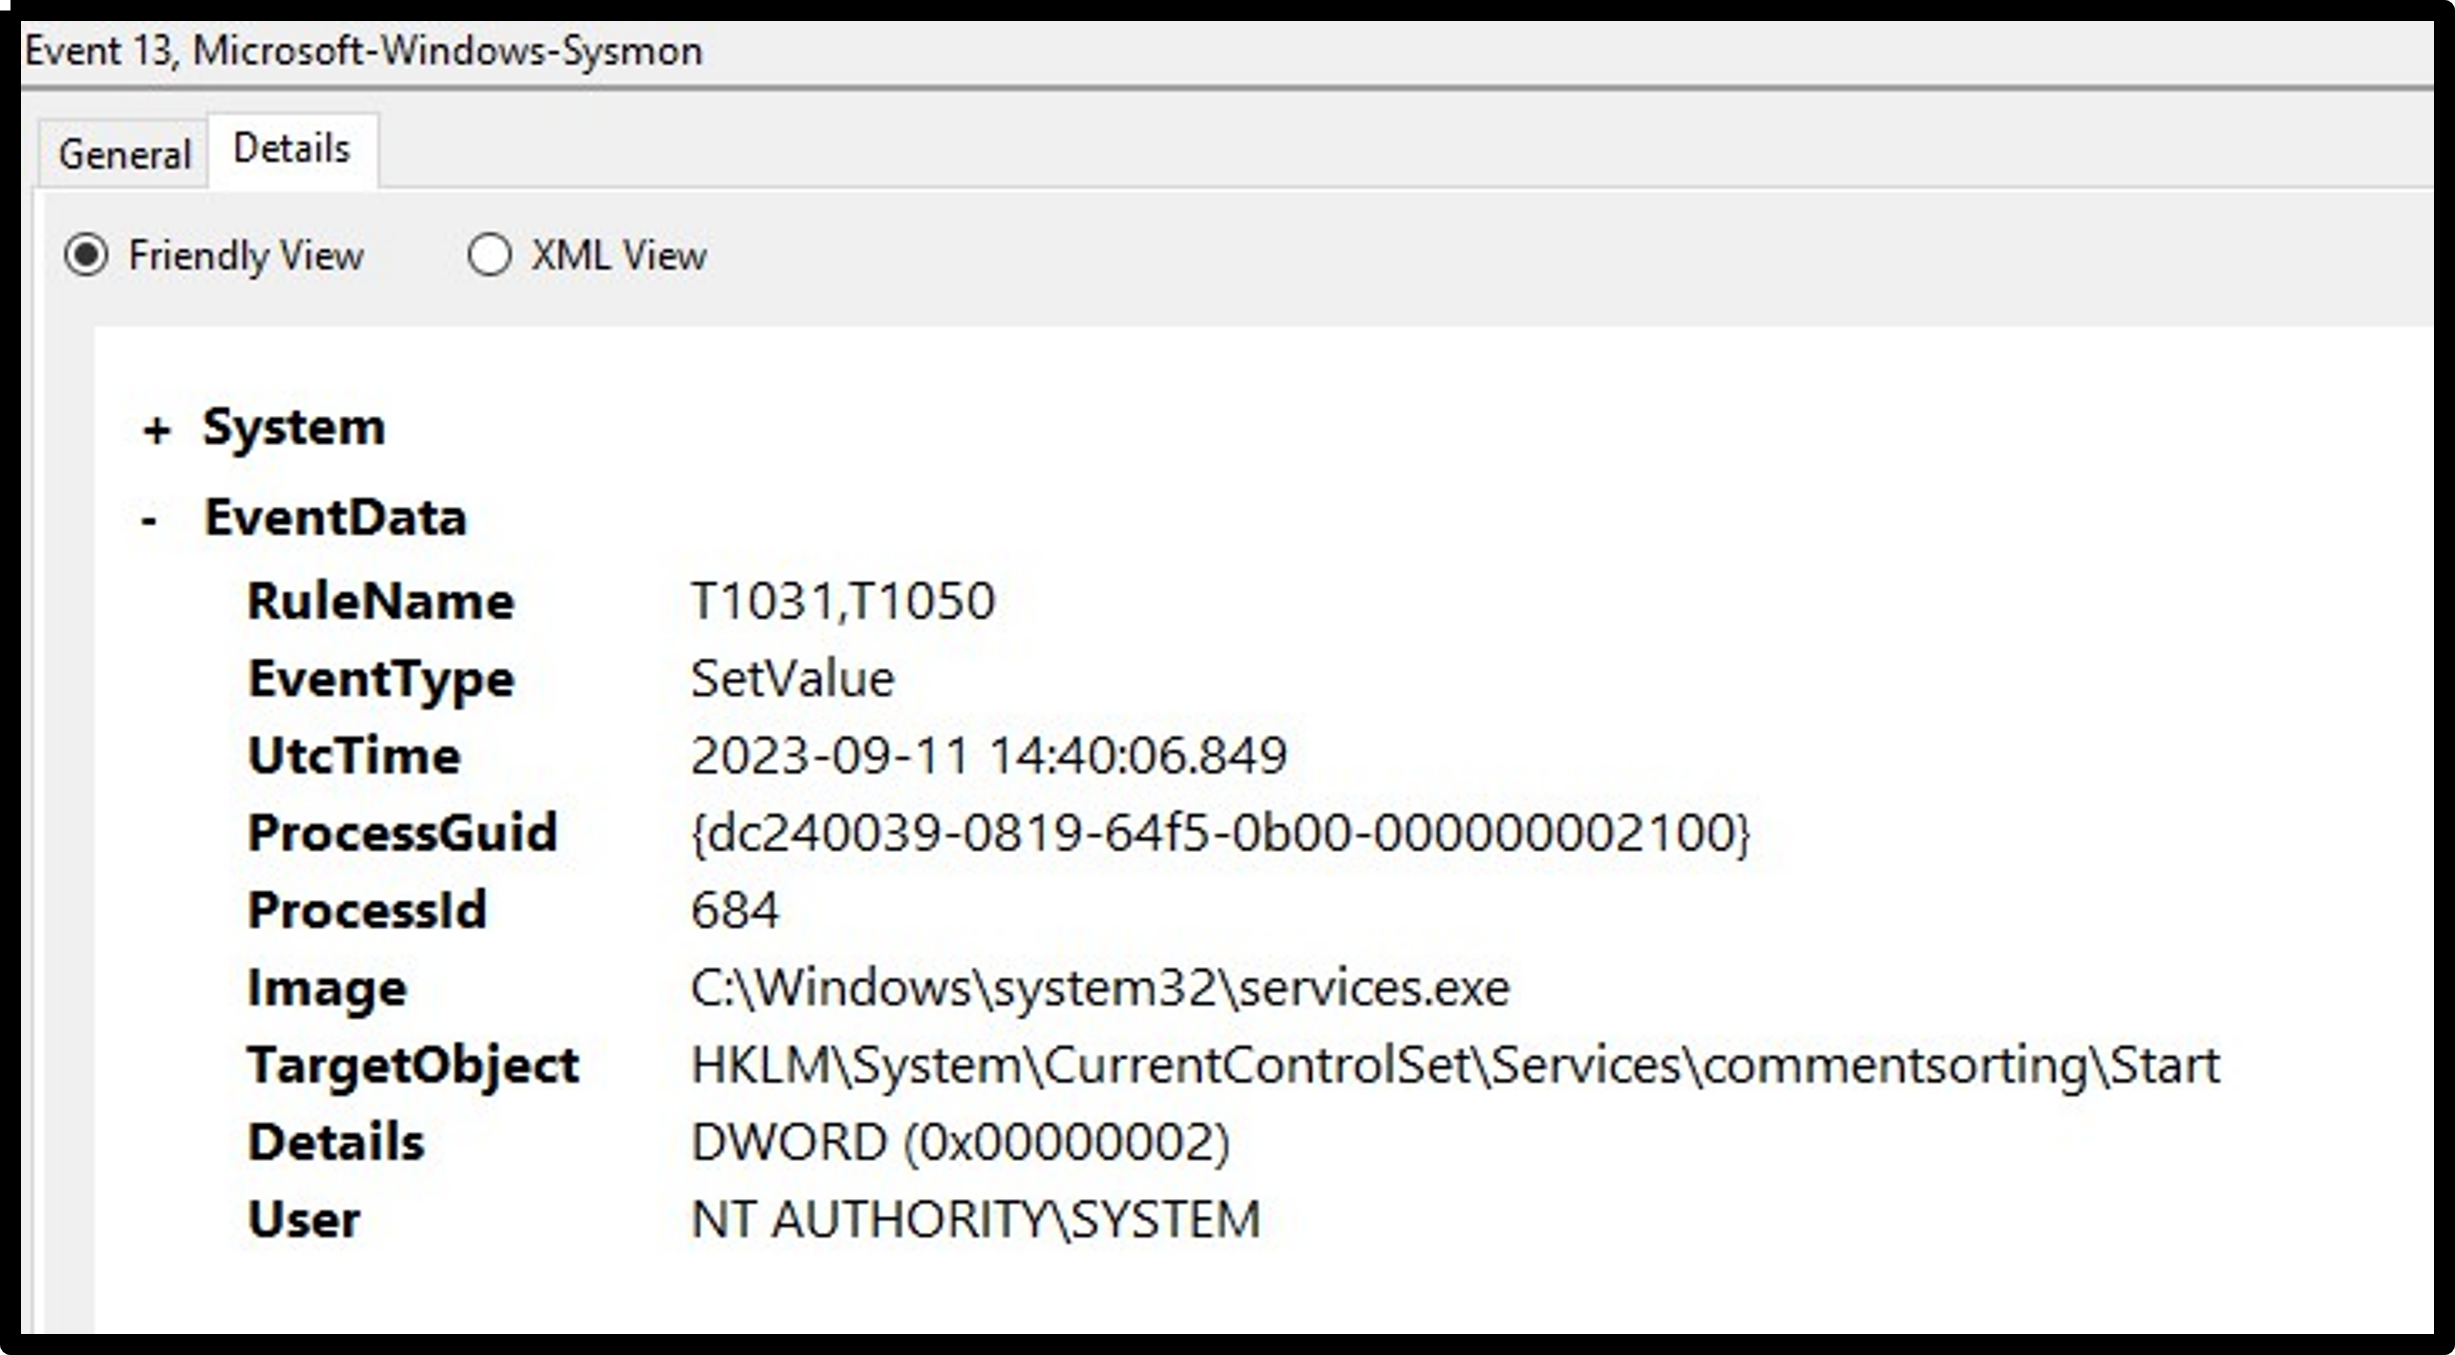 Event 13, Microsoft-Windows-Sysmon
General Details
Friendly View XML View
+ System
- EventData
RuleName T1031,T1050
EventType SetValue
UtcTime 2023-09-11 14:40:06.849
ProcessGuid {dc240039-0819-64f5-0b00-000000002100}
ProcessId 684
Image C:\Windows\system32\services.exe
TargetObject HKLM\System\CurrentControlSet\Services\commentsorting\Start
Details DWORD (0x00000002)
User NT AUTHORITY\SYSTEM